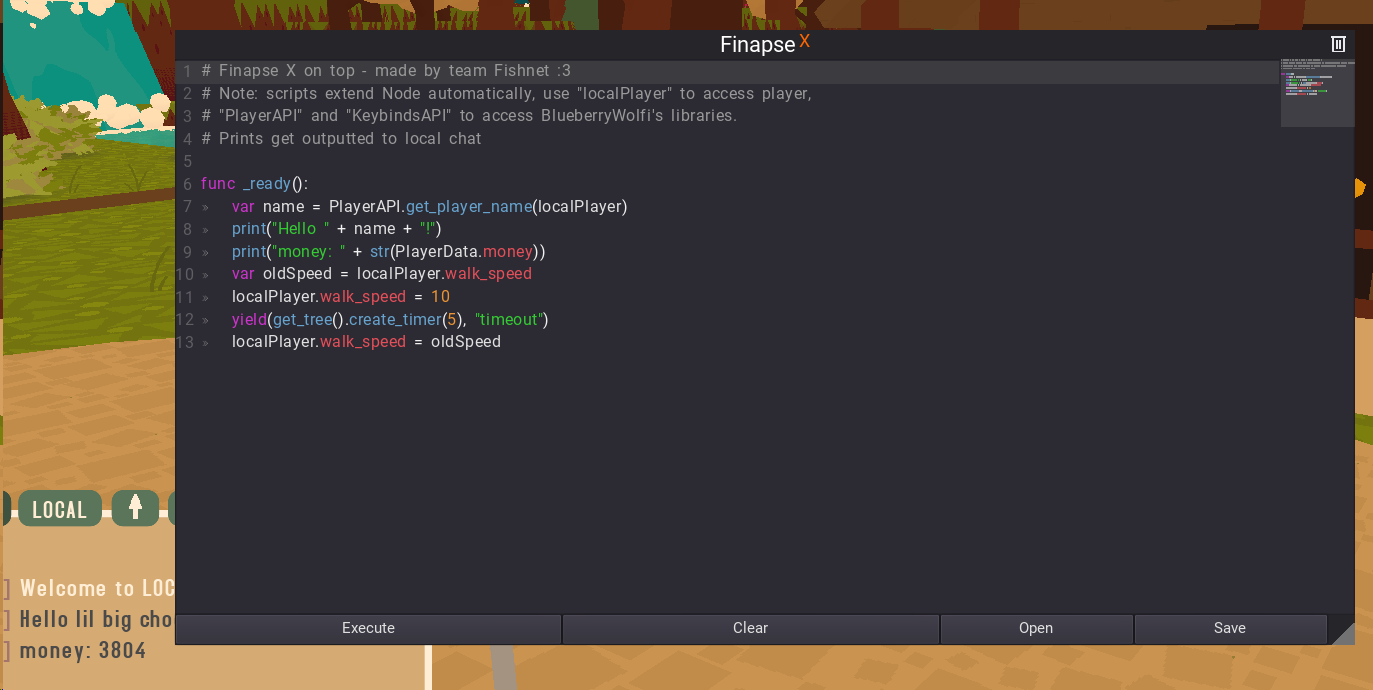 Finapse X
1 # Finapse X on top - made by team Fishnet :3
2 # Note: scripts extend Node automatically, use "localPlayer" to access player,
3 # "PlayerAPI" and "KeybindsAPI" to access BlueberryWolfi's libraries.
4 # Prints get outputted to local chat
5
6 func _ready():
7 » var name = PlayerAPI.get_player_name(localPlayer)
8 » print("Hello " + name + "!")
9 » print("money: " + str(PlayerData.money))
10 » var oldSpeed = localPlayer.walk_speed
11 » localPlayer.walk_speed = 10
12 » yield(get_tree().create_timer(5), "timeout")
13 » localPlayer.walk_speed = oldSpeed
LOCAL
] Welcome to LOC
] Hello lil big cho
] money: 3804
Execute Clear Open Save